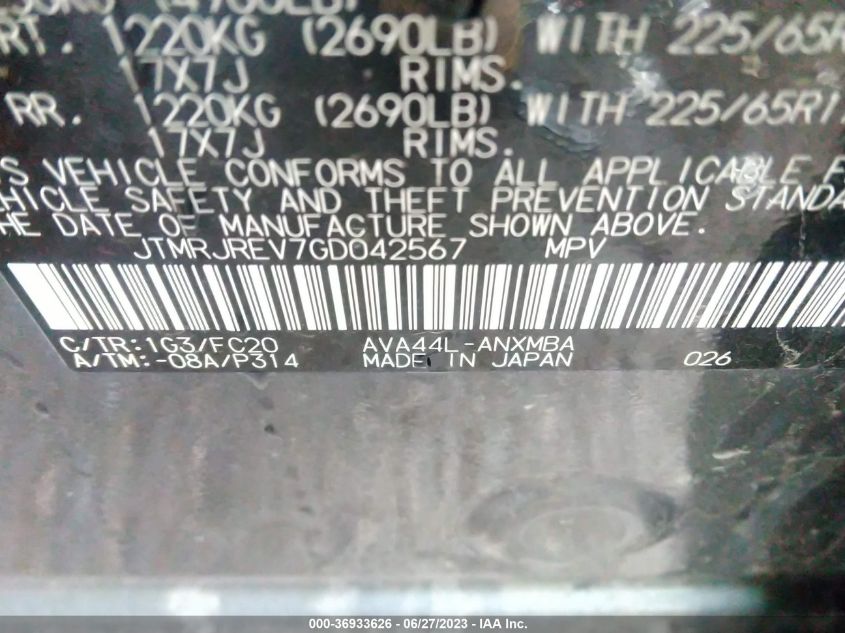 RT. 1220KG (2690LB) WITH 225/65R
17X7J RIMS.
RR. 1220KG (2690LB) WITH 225/65R1
17X7J RIMS.
S VEHICLE CONFORMS TO ALL APPLICABLE F
HICLE SAFETY AND THEFT PREVENTION STANDA
HE DATE OF MANUFACTURE SHOWN ABOVE.
JTMRJREV7GD042567 MPV
C/TR:1G3/FC20 AVA44L-ANXMBA
A/TM:-08A/P314 MADE IN JAPAN 026
000-36933626 - 06/27/2023 - © IAA, Inc.